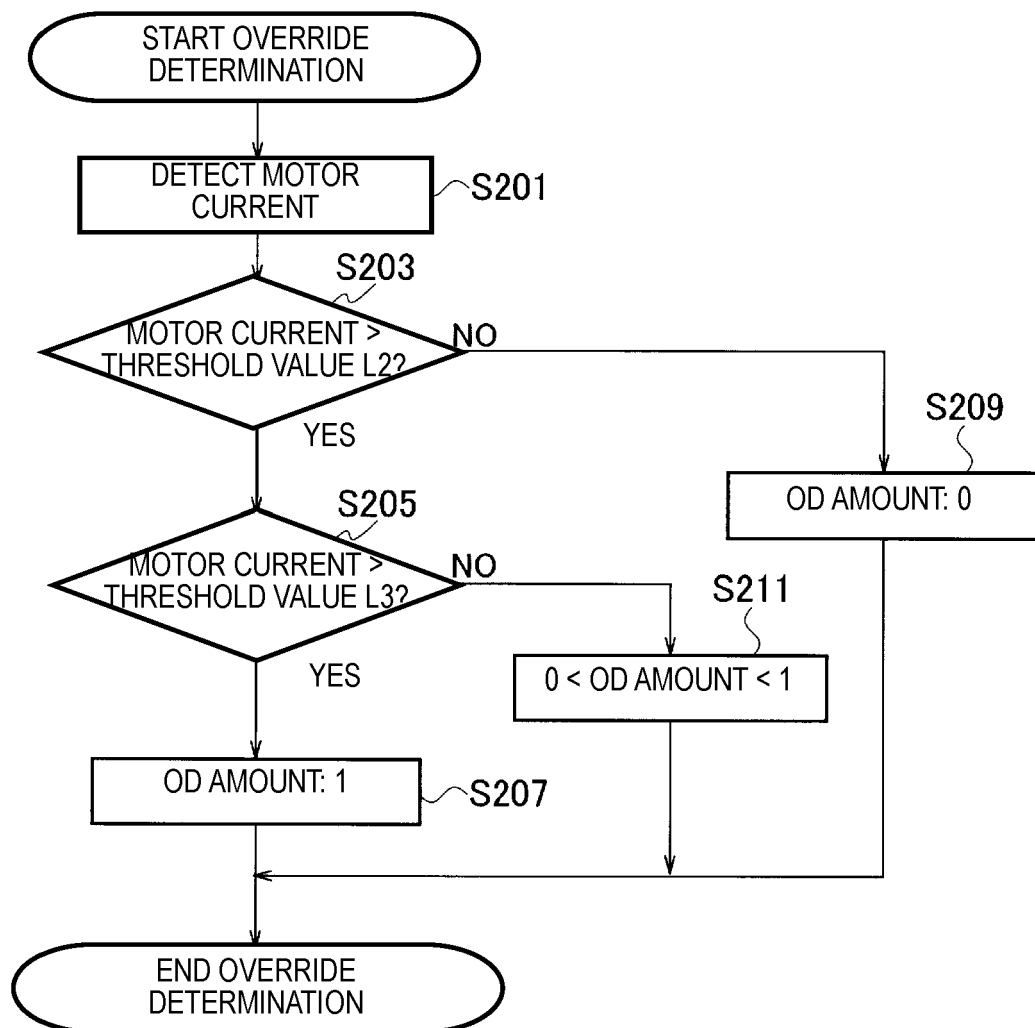 START OVERRIDE
DETERMINATION
DETECT MOTOR
CURRENT
S201
S203
MOTOR CURRENT >
THRESHOLD VALUE L2?
NO
YES
S209
OD AMOUNT: 0
S205
MOTOR CURRENT >
THRESHOLD VALUE L3?
NO
YES
S211
0 < OD AMOUNT < 1
OD AMOUNT: 1
S207
END OVERRIDE
DETERMINATION